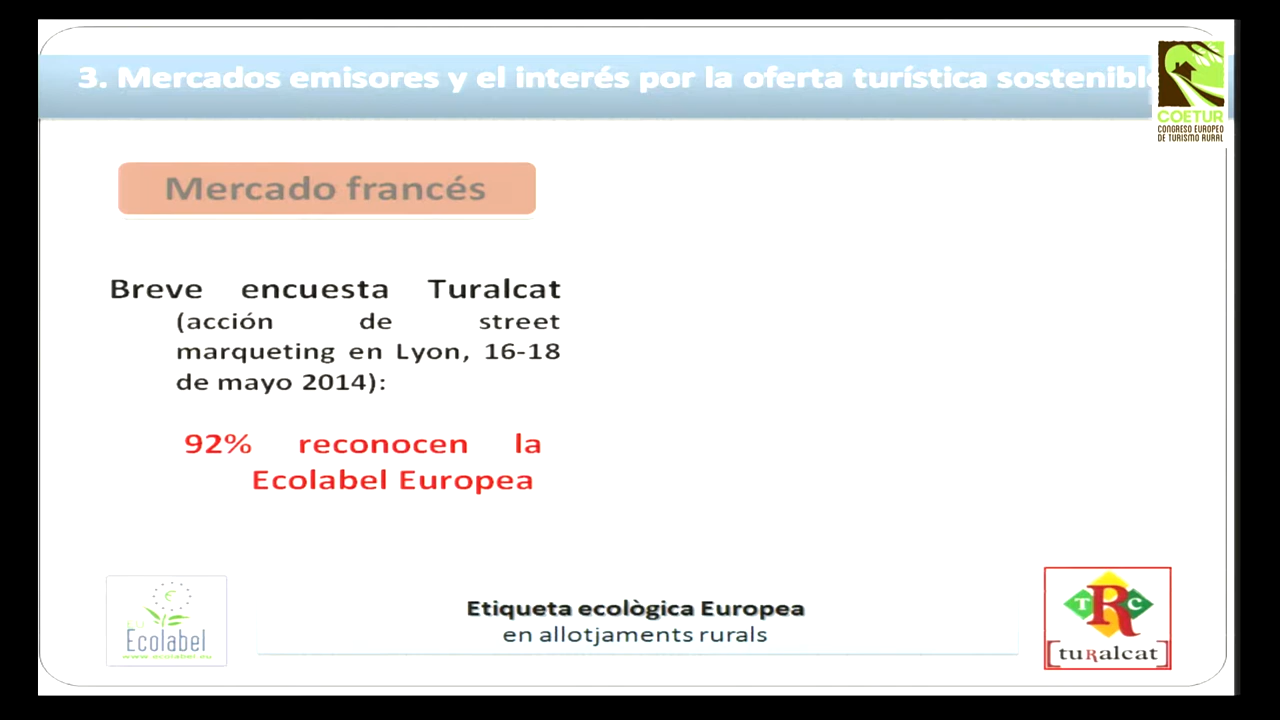 3. Mercados emisores y el interés por la oferta turística sostenible
COETUR
CONGRESO EUROPEO
DE TURISMO RURAL
Mercado francés
Breve encuesta Turalcat
(acción de street
marqueting en Lyon, 16-18
de mayo 2014):
92% reconocen la
Ecolabel Europea
Ecolabel
Etiqueta ecològica Europea
en allotjaments rurals
T R C
[turalcat]